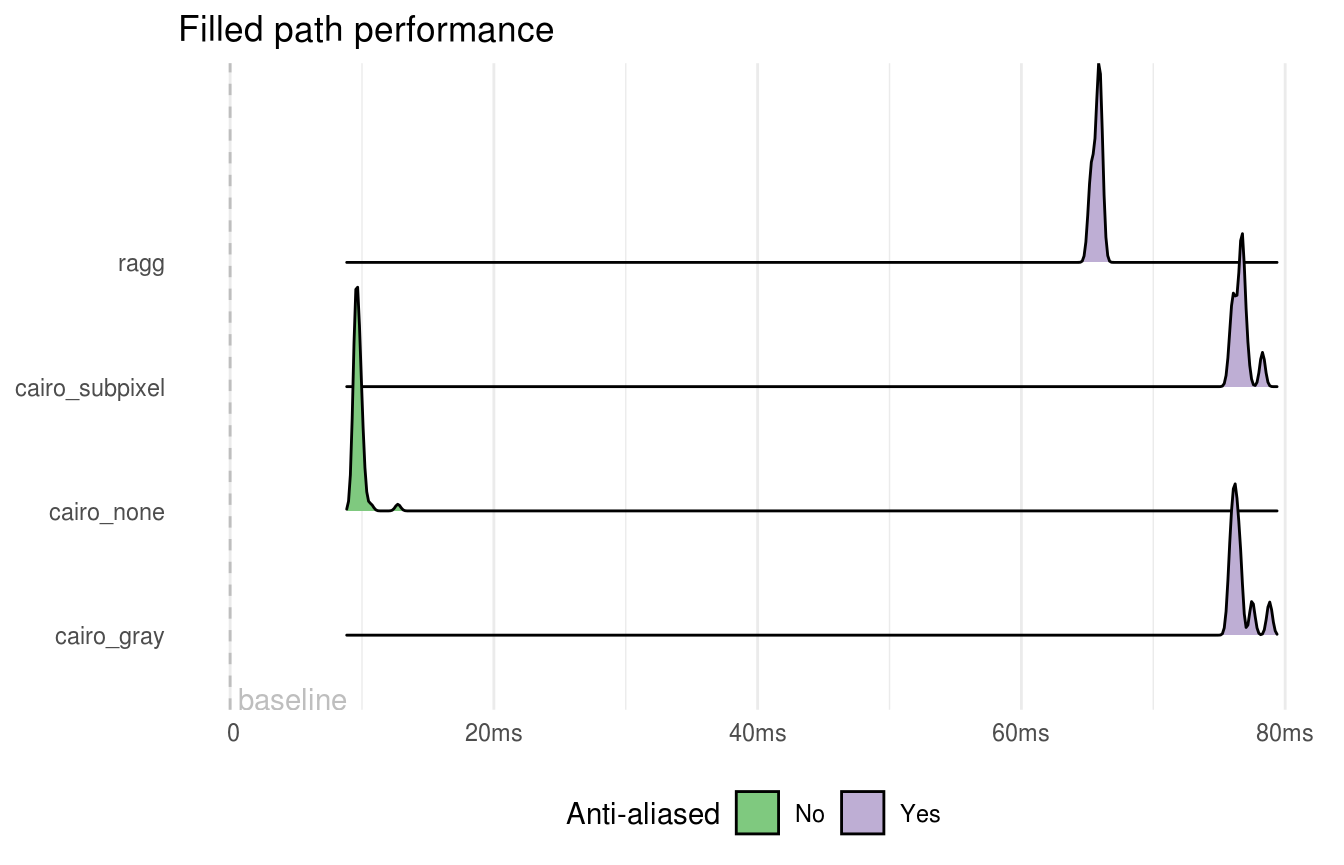 Filled path performance
ragg
cairo_subpixel
cairo_none
cairo_gray
baseline
0 20ms 40ms 60ms 80ms
Anti-aliased No Yes